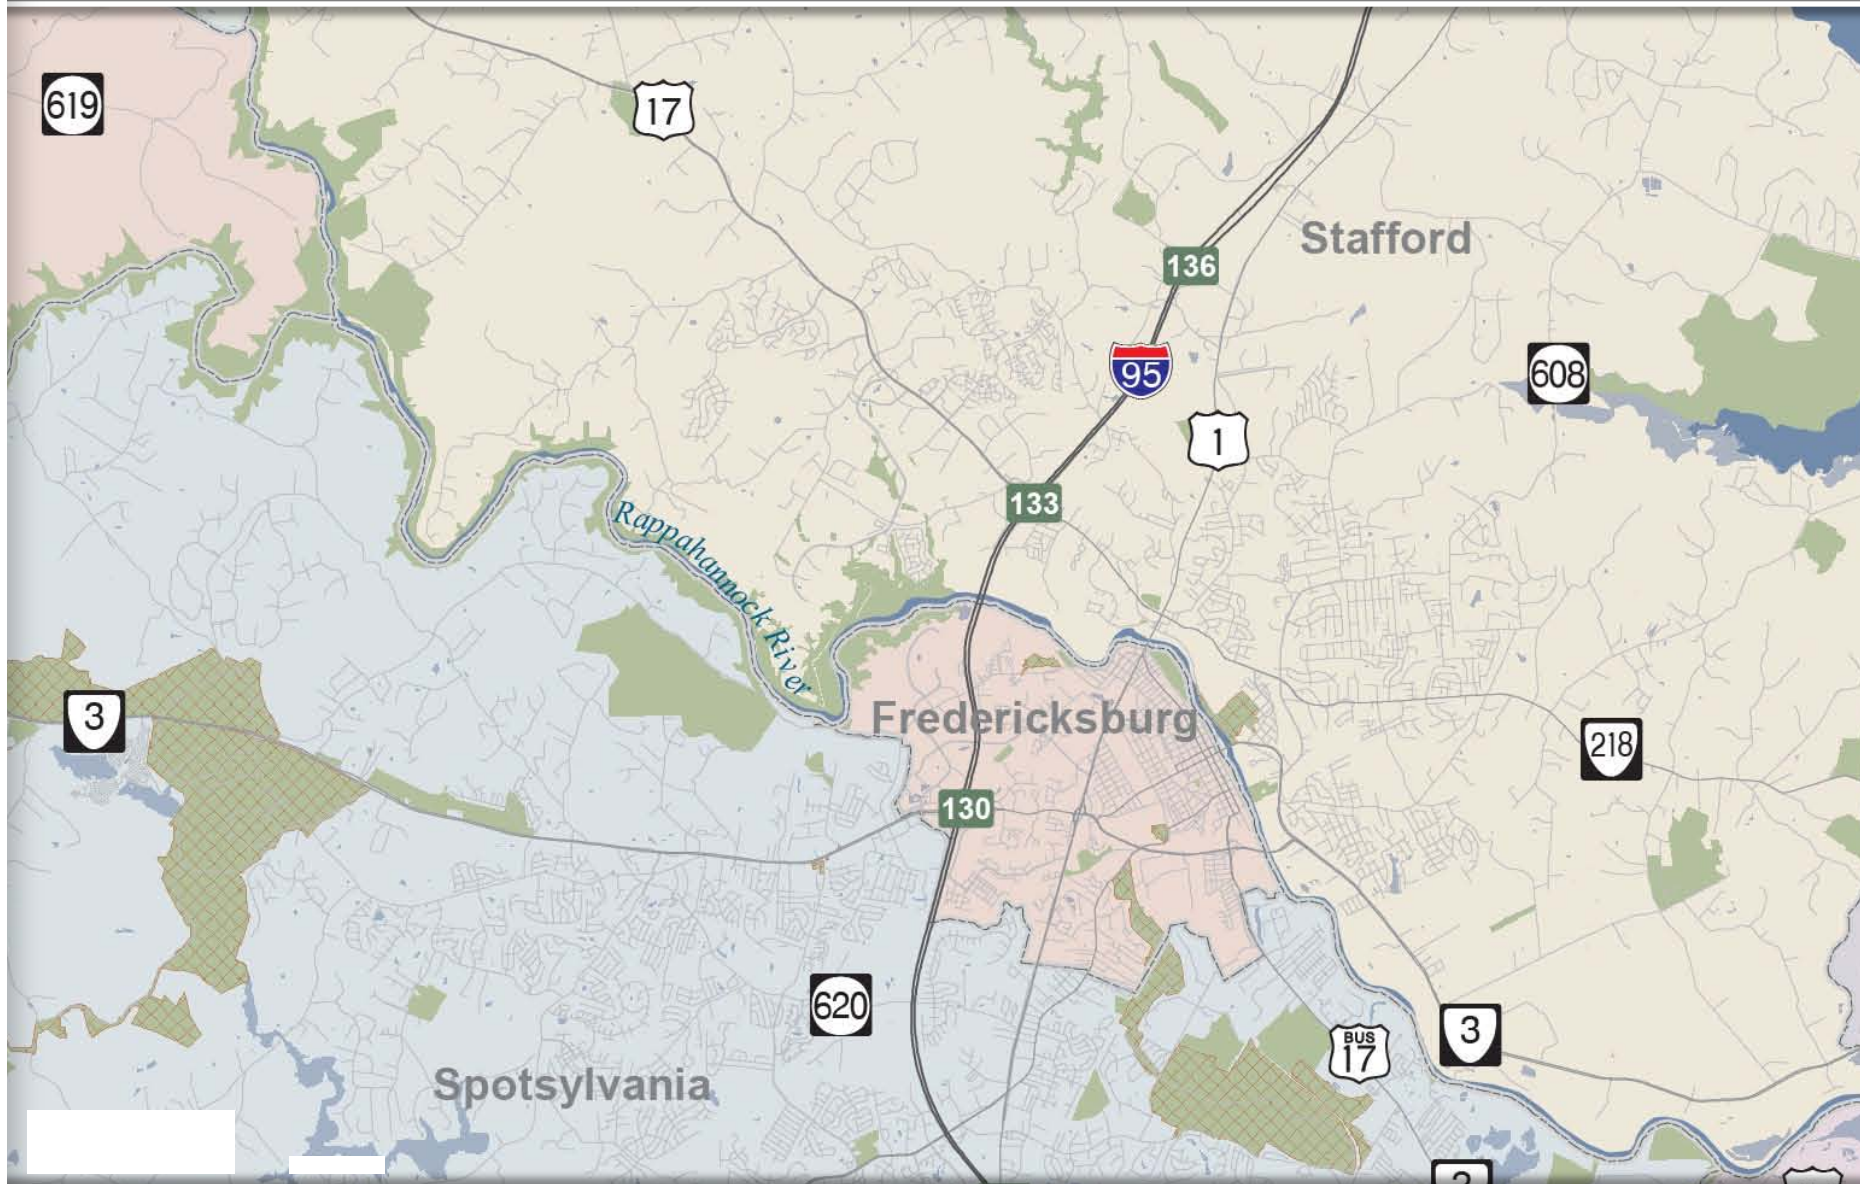 619
17
Stafford
136
95
608
1
133
Rappahannock River
3
Fredericksburg
218
130
620
3
BUS
17
Spotsylvania